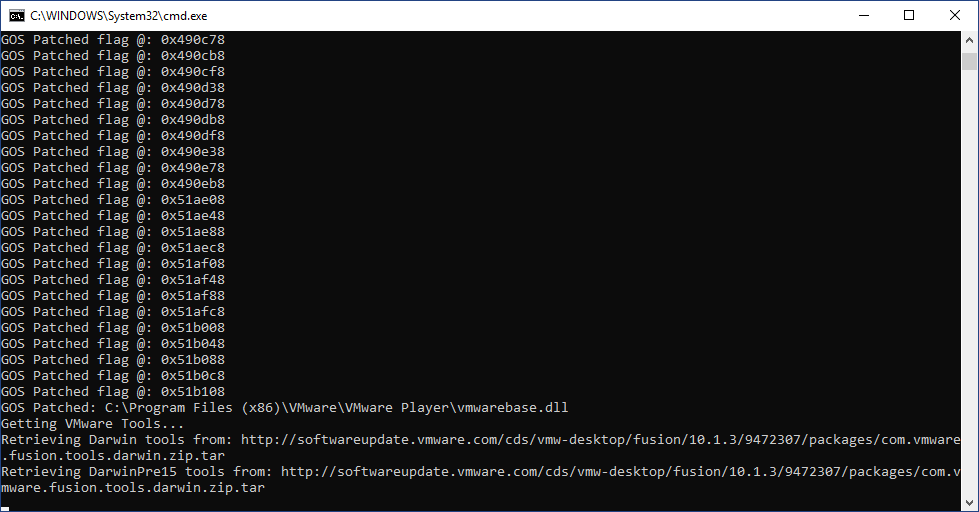 C:\WINDOWS\System32\cmd.exe
GOS Patched flag @: 0x490c78
GOS Patched flag @: 0x490cb8
GOS Patched flag @: 0x490cf8
GOS Patched flag @: 0x490d38
GOS Patched flag @: 0x490d78
GOS Patched flag @: 0x490db8
GOS Patched flag @: 0x490df8
GOS Patched flag @: 0x490e38
GOS Patched flag @: 0x490e78
GOS Patched flag @: 0x490eb8
GOS Patched flag @: 0x51ae08
GOS Patched flag @: 0x51ae48
GOS Patched flag @: 0x51ae88
GOS Patched flag @: 0x51aec8
GOS Patched flag @: 0x51af08
GOS Patched flag @: 0x51af48
GOS Patched flag @: 0x51af88
GOS Patched flag @: 0x51afc8
GOS Patched flag @: 0x51b008
GOS Patched flag @: 0x51b048
GOS Patched flag @: 0x51b088
GOS Patched flag @: 0x51b0c8
GOS Patched flag @: 0x51b108
GOS Patched: C:\Program Files (x86)\VMware\VMware Player\vmwarebase.dll
Getting VMware Tools...
Retrieving Darwin tools from: http://softwareupdate.vmware.com/cds/vmw-desktop/fusion/10.1.3/9472307/packages/com.vmware
.fusion.tools.darwin.zip.tar
Retrieving DarwinPre15 tools from: http://softwareupdate.vmware.com/cds/vmw-desktop/fusion/10.1.3/9472307/packages/com.v
mware.fusion.tools.darwin.zip.tar